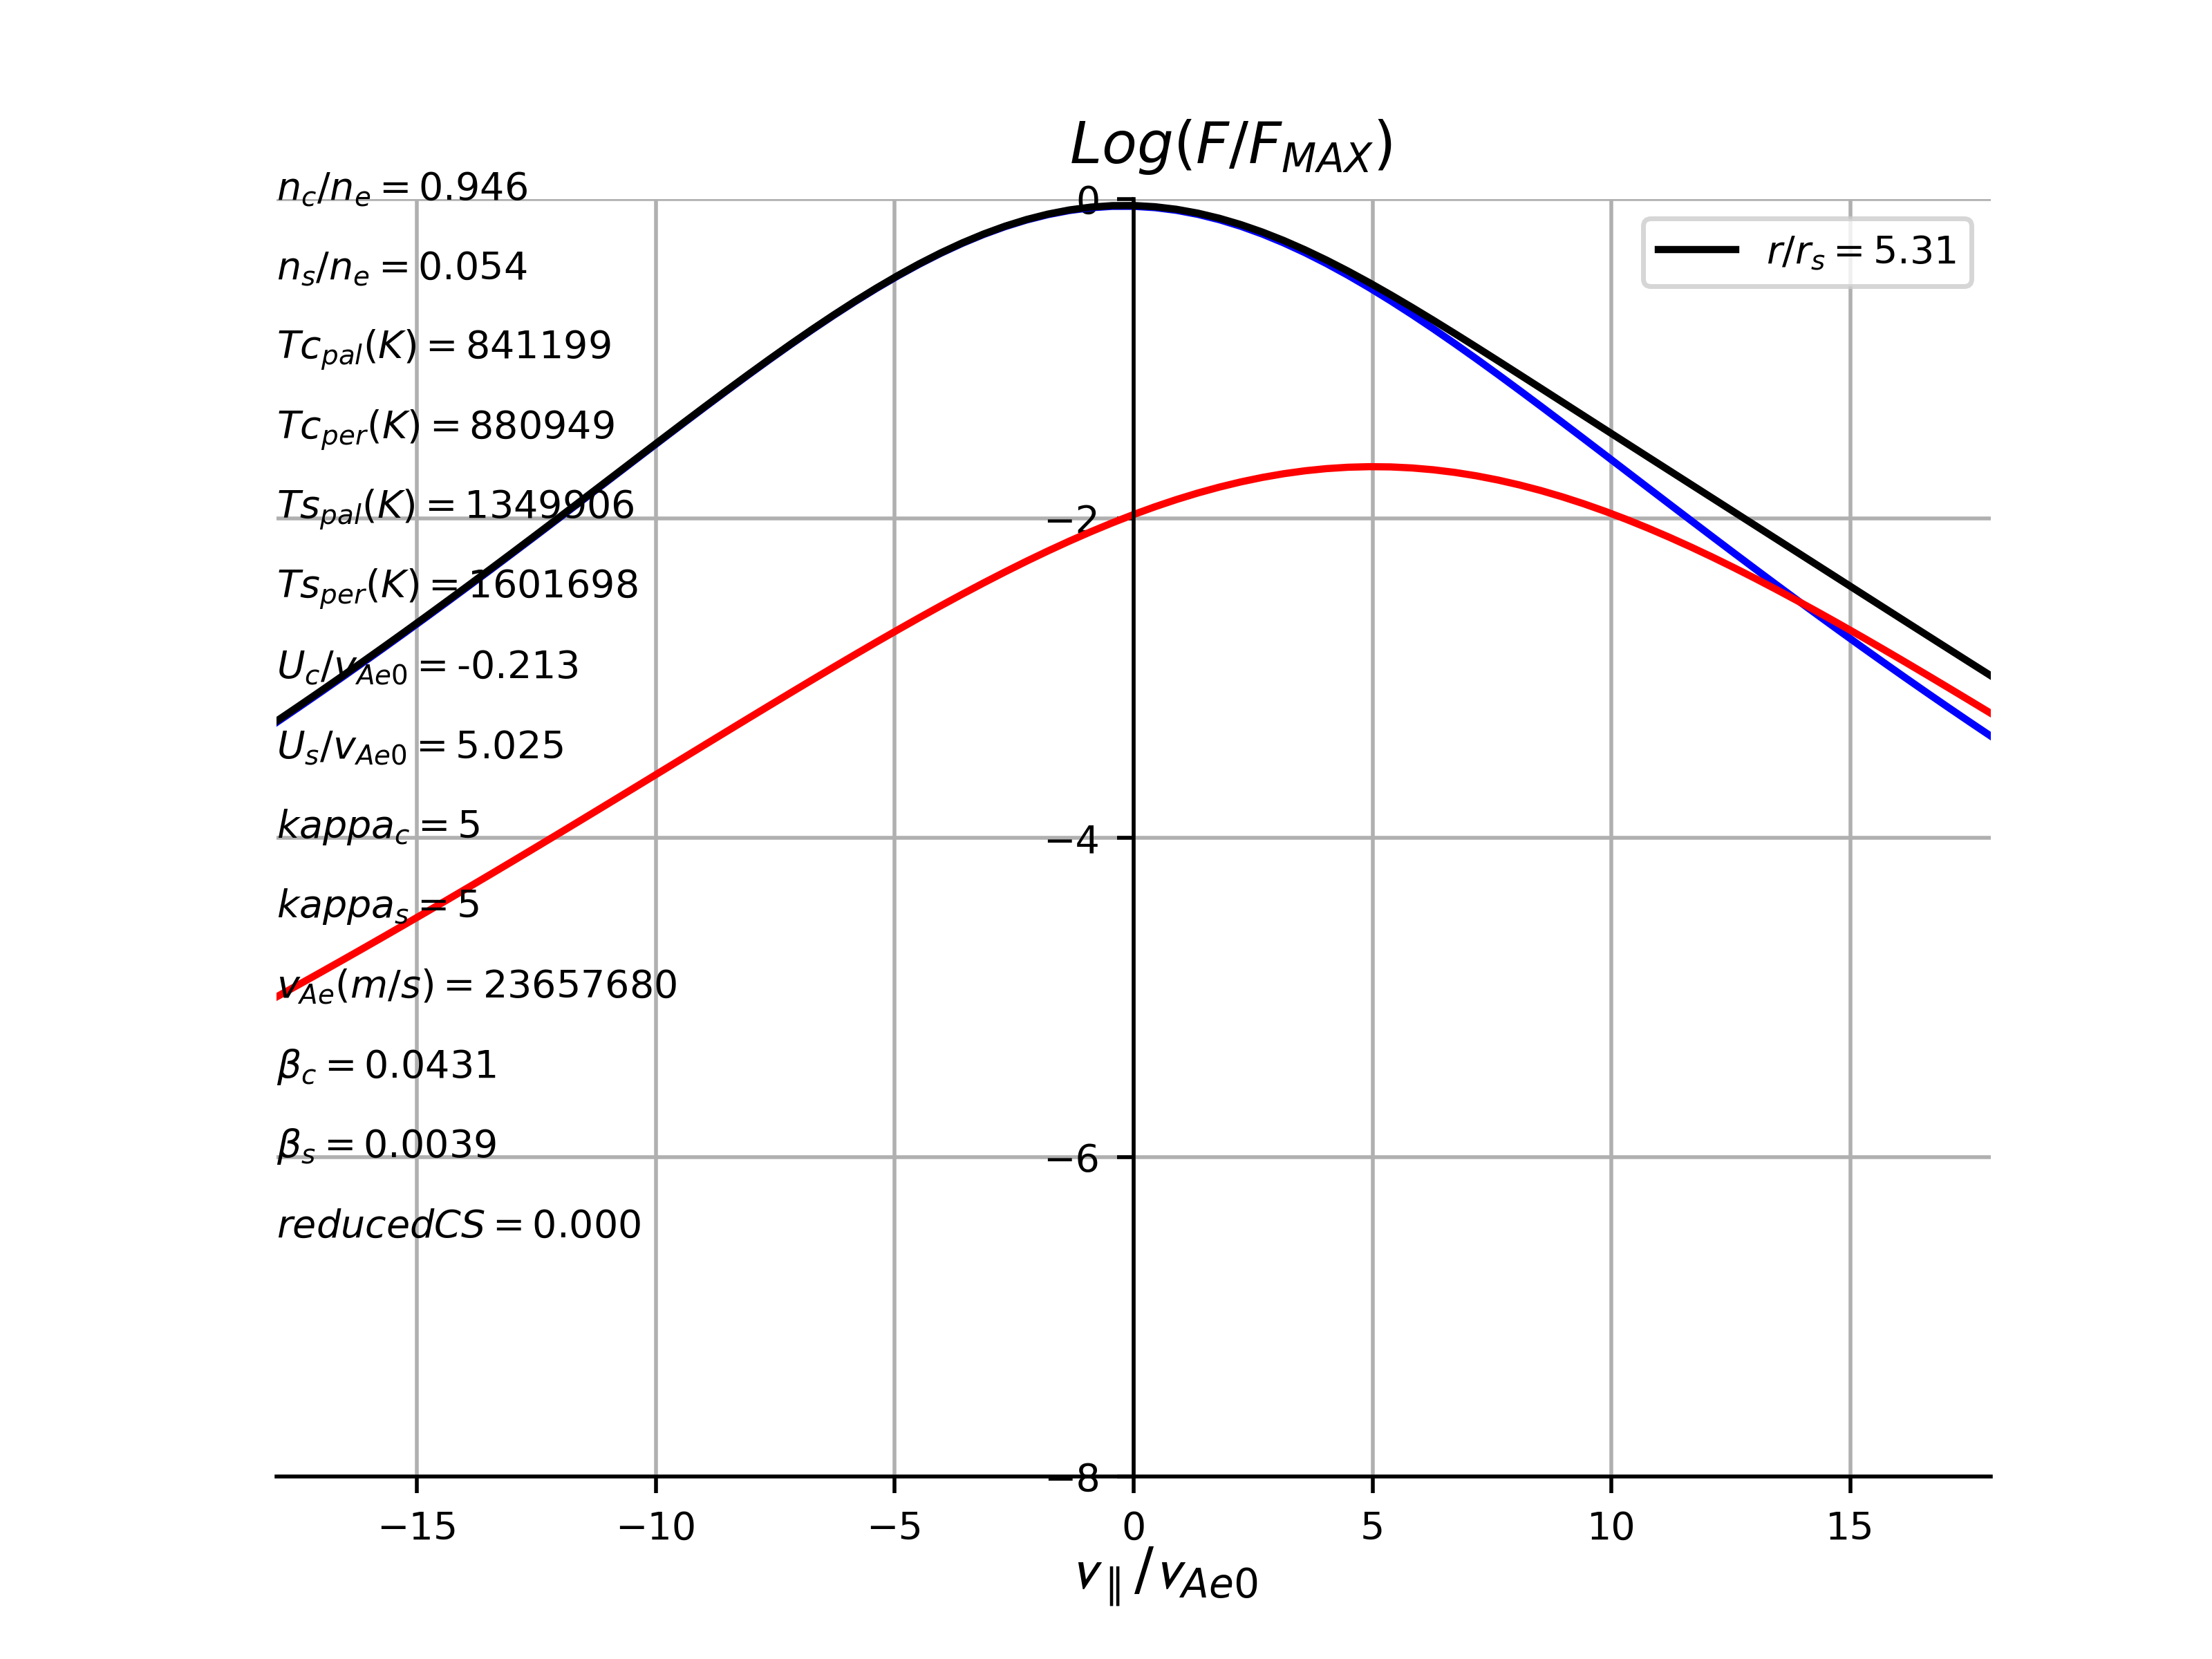 Log(F/F_MAX)
n_c/n_e = 0.946
n_s/n_e = 0.054
Tc_pal(K) = 841199
Tc_per(K) = 880949
Ts_pal(K) = 1349906
Ts_per(K) = 1601698
U_c/v_Ae0 = -0.213
U_s/v_Ae0 = 5.025
kappa_c = 5
kappa_s = 5
v_Ae(m/s) = 23657680
β_c = 0.0431
β_s = 0.0039
reducedCS = 0.000
r/r_s = 5.31
0
−2
−4
−6
−8
−15 −10 −5 0 5 10 15
v_∥/v_Ae0